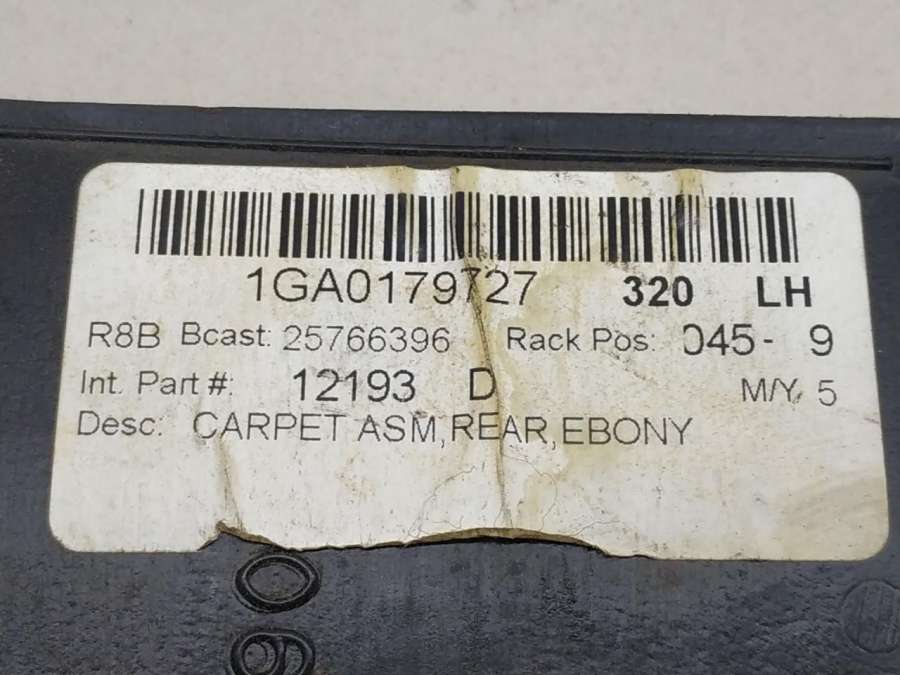 1GA0179727 320 LH
R8B Bcast: 25766396 Rack Pos: 045- 9
Int. Part #: 12193 D M/Y, 5
Desc: CARPET ASM,REAR,EBONY
0